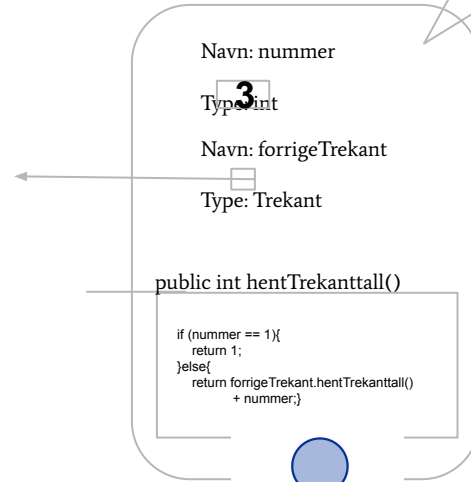 Navn: nummer
3
Type: int
Navn: forrigeTrekant
Type: Trekant
public int hentTrekanttall()
if (nummer == 1){
return 1;
}else{
return forrigeTrekant.hentTrekanttall()
+ nummer;}